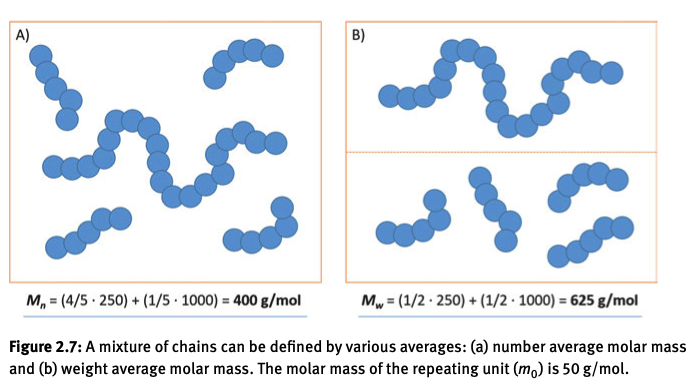 A)
B)
Mₙ = (4/5 · 250) + (1/5 · 1000) = 400 g/mol
M_w = (1/2 · 250) + (1/2 · 1000) = 625 g/mol
Figure 2.7: A mixture of chains can be defined by various averages: (a) number average molar mass
and (b) weight average molar mass. The molar mass of the repeating unit (m₀) is 50 g/mol.